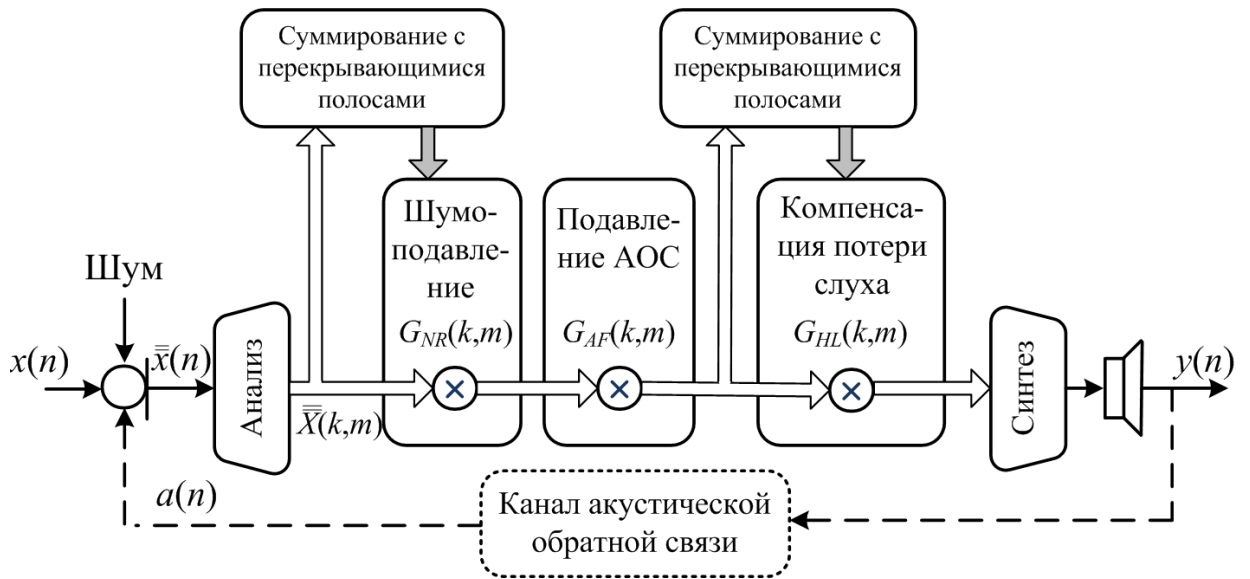 Суммирование с
перекрывающимися
полосами
Суммирование с
перекрывающимися
полосами
Шумо-
подавле-
ние
G_NR(k,m)
Подавле-
ние АОС
G_AF(k,m)
Компенса-
ция потери
слуха
G_HL(k,m)
Шум
x(n)
x̿(n)
Анализ
X̿(k,m)
Синтез
y(n)
a(n)
Канал акустической
обратной связи